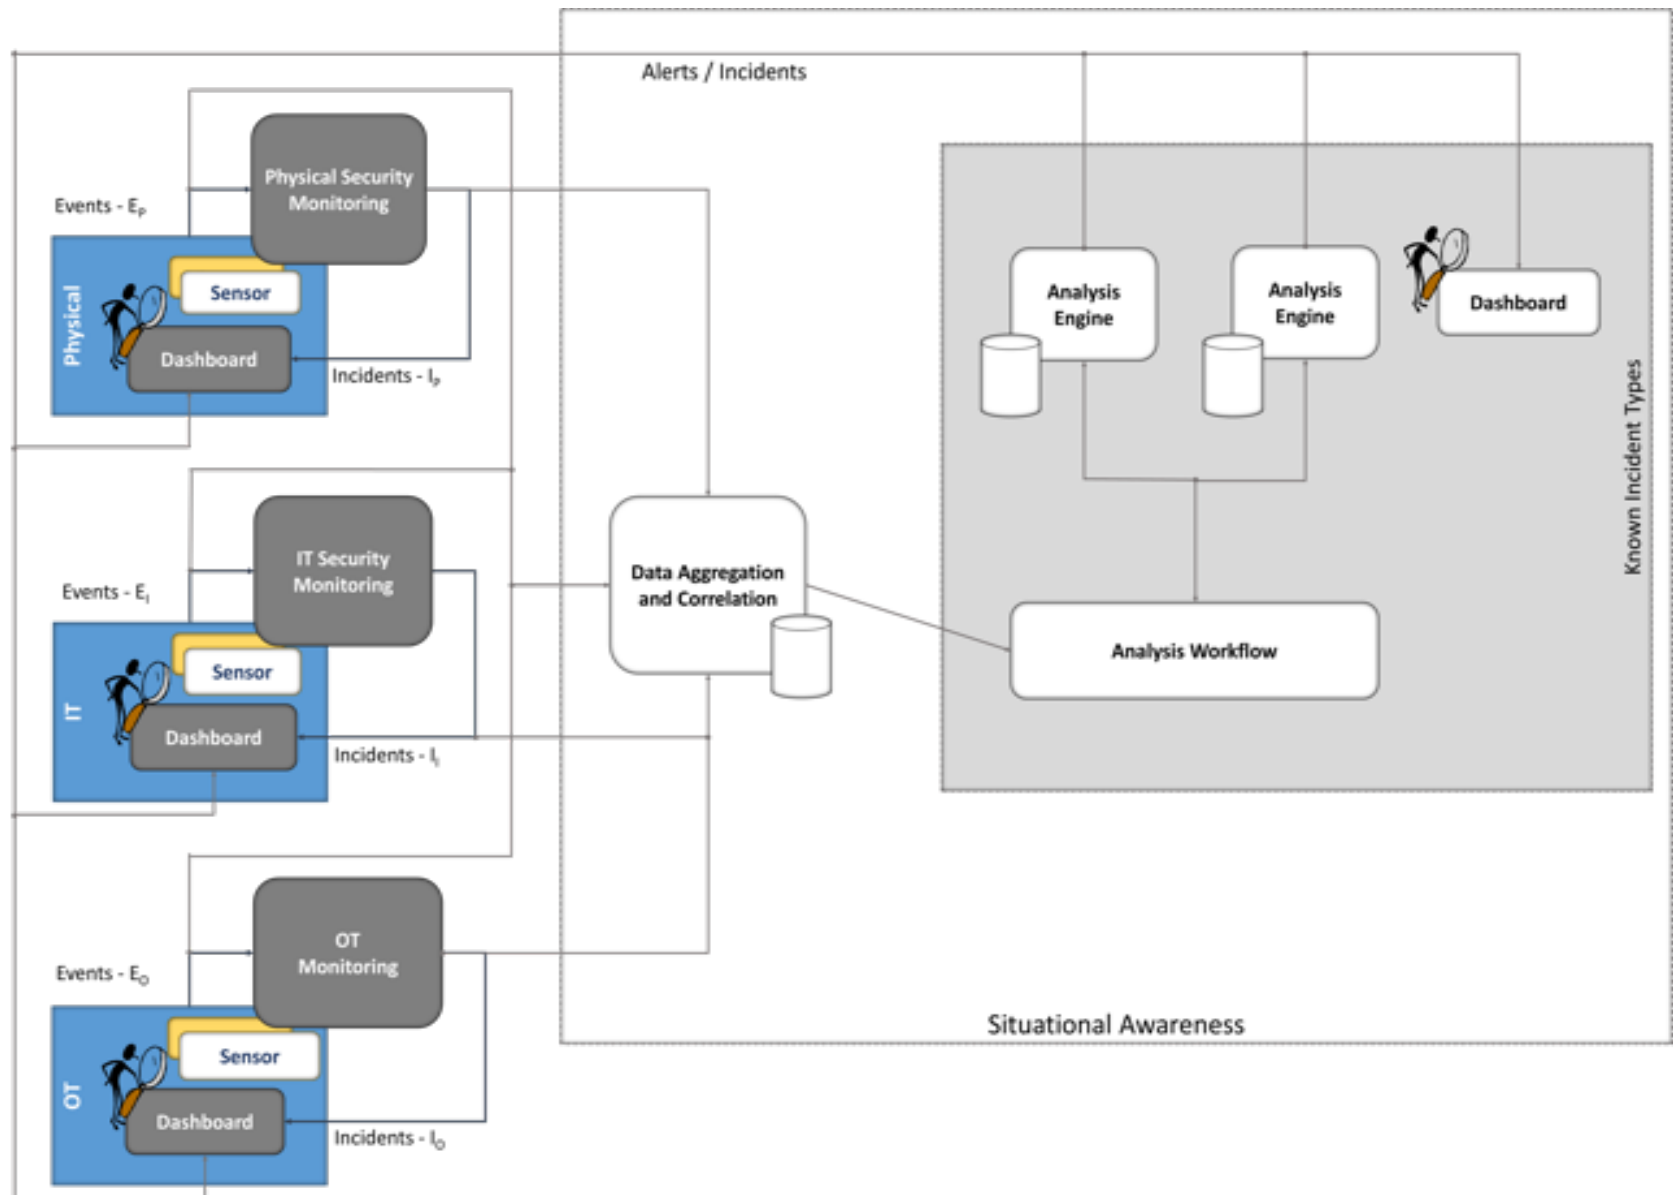 Alerts / Incidents
Physical Security
Monitoring
Events - EP
Physical
Sensor
Dashboard
Incidents - IP
Analysis
Engine
Analysis
Engine
Dashboard
Known Incident Types
IT Security
Monitoring
Events - EI
IT
Sensor
Dashboard
Incidents - II
Data Aggregation
and Correlation
Analysis Workflow
OT
Monitoring
Events - EO
OT
Sensor
Dashboard
Incidents - IO
Situational Awareness